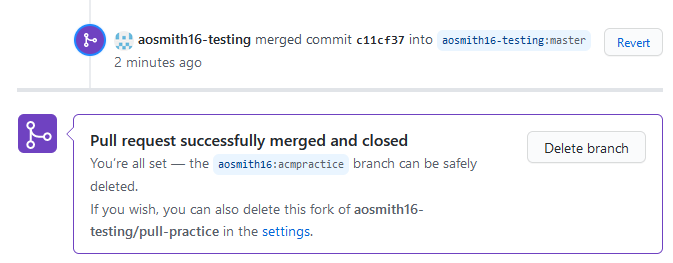 aosmith16-testing merged commit c11cf37 into aosmith16-testing:master Revert
2 minutes ago
Pull request successfully merged and closed
Delete branch
You're all set — the aosmith16:acmpractice branch can be safely
deleted.
If you wish, you can also delete this fork of aosmith16-
testing/pull-practice in the settings.